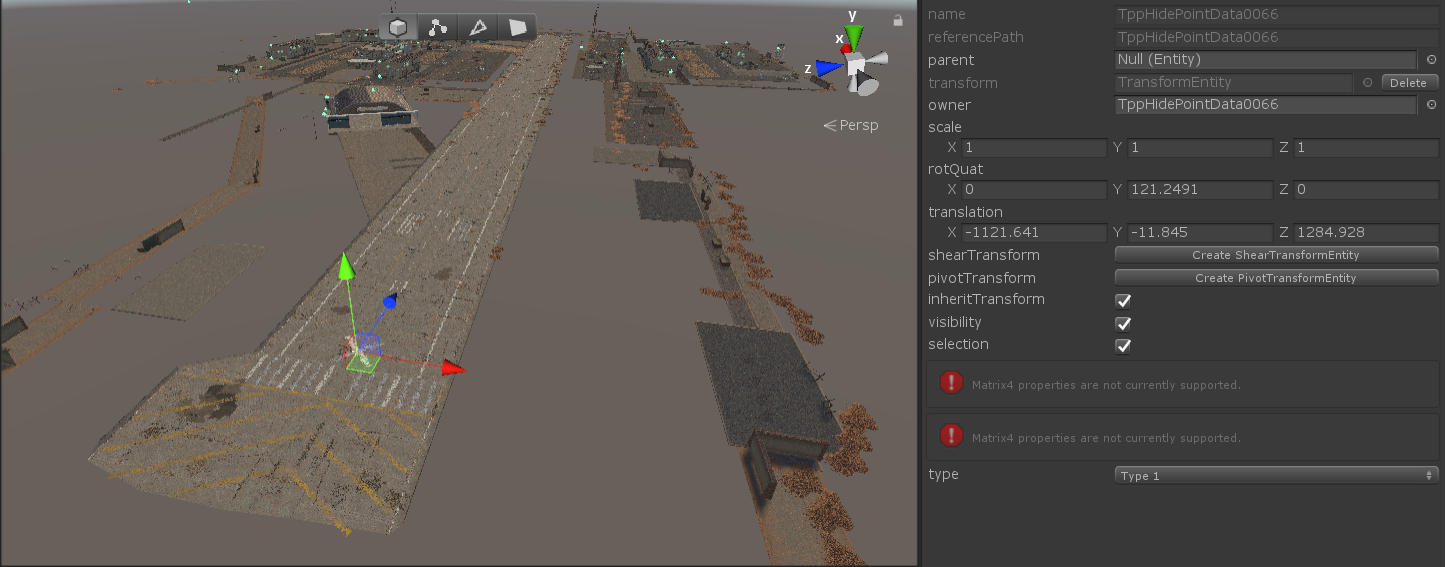 y
x
z
Persp
name TppHidePointData0066
referencePath TppHidePointData0066
parent Null (Entity)
transform TransformEntity Delete
owner TppHidePointData0066
scale
X 1 Y 1 Z 1
rotQuat
X 0 Y 121.2491 Z 0
translation
X -1121.641 Y -11.845 Z 1284.928
shearTransform Create ShearTransformEntity
pivotTransform Create PivotTransformEntity
inheritTransform
visibility
selection
Matrix4 properties are not currently supported.
Matrix4 properties are not currently supported.
type Type 1